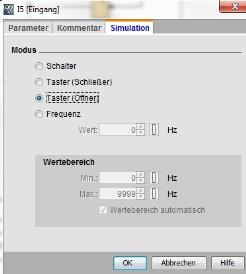 I5 [Eingang]
Parameter Kommentar Simulation
Modus
Schalter
Taster (Schließer)
Taster (Öffner)
Frequenz
Wert: 0 Hz
Wertebereich
Min.: 0 Hz
Max.: 9999 Hz
Wertebereich automatisch
OK Abbrechen Hilfe